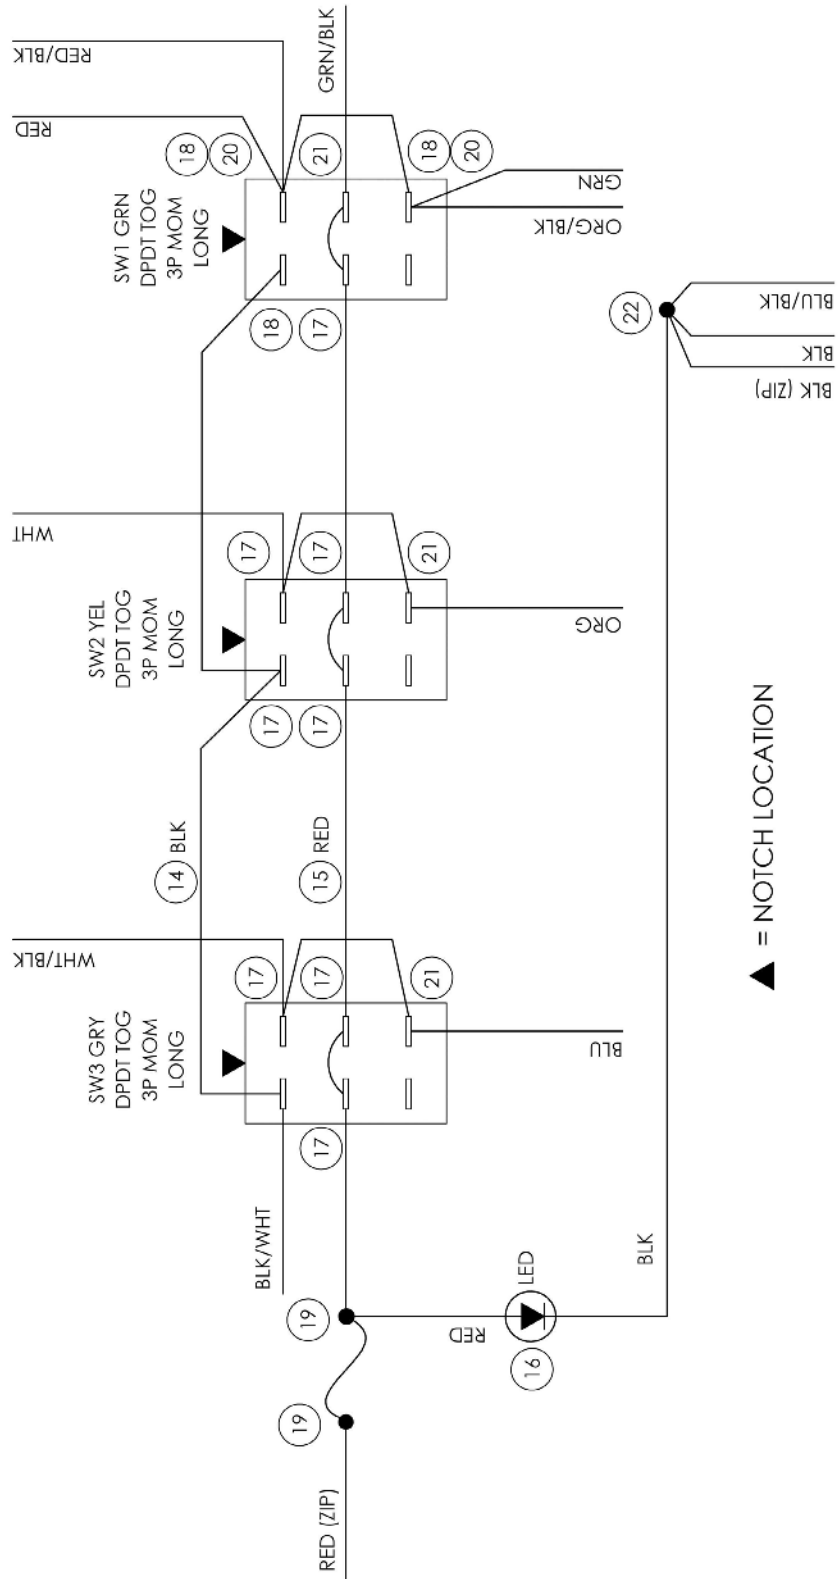 RED/BLK
RED
GRN/BLK
18
20
21
18
20
SW1 GRN
DPDT TOG
3P MOM
LONG
GRN
ORG/BLK
18
17
22
BLU/BLK
BLK
BLK (ZIP)
WHT
17
17
21
SW2 YEL
DPDT TOG
3P MOM
LONG
ORG
17
17
14 BLK
15 RED
WHT/BLK
17
17
21
SW3 GRY
DPDT TOG
3P MOM
LONG
BLU
17
BLK/WHT
BLK
19
LED
RED
16
19
RED (ZIP)
▲ = NOTCH LOCATION